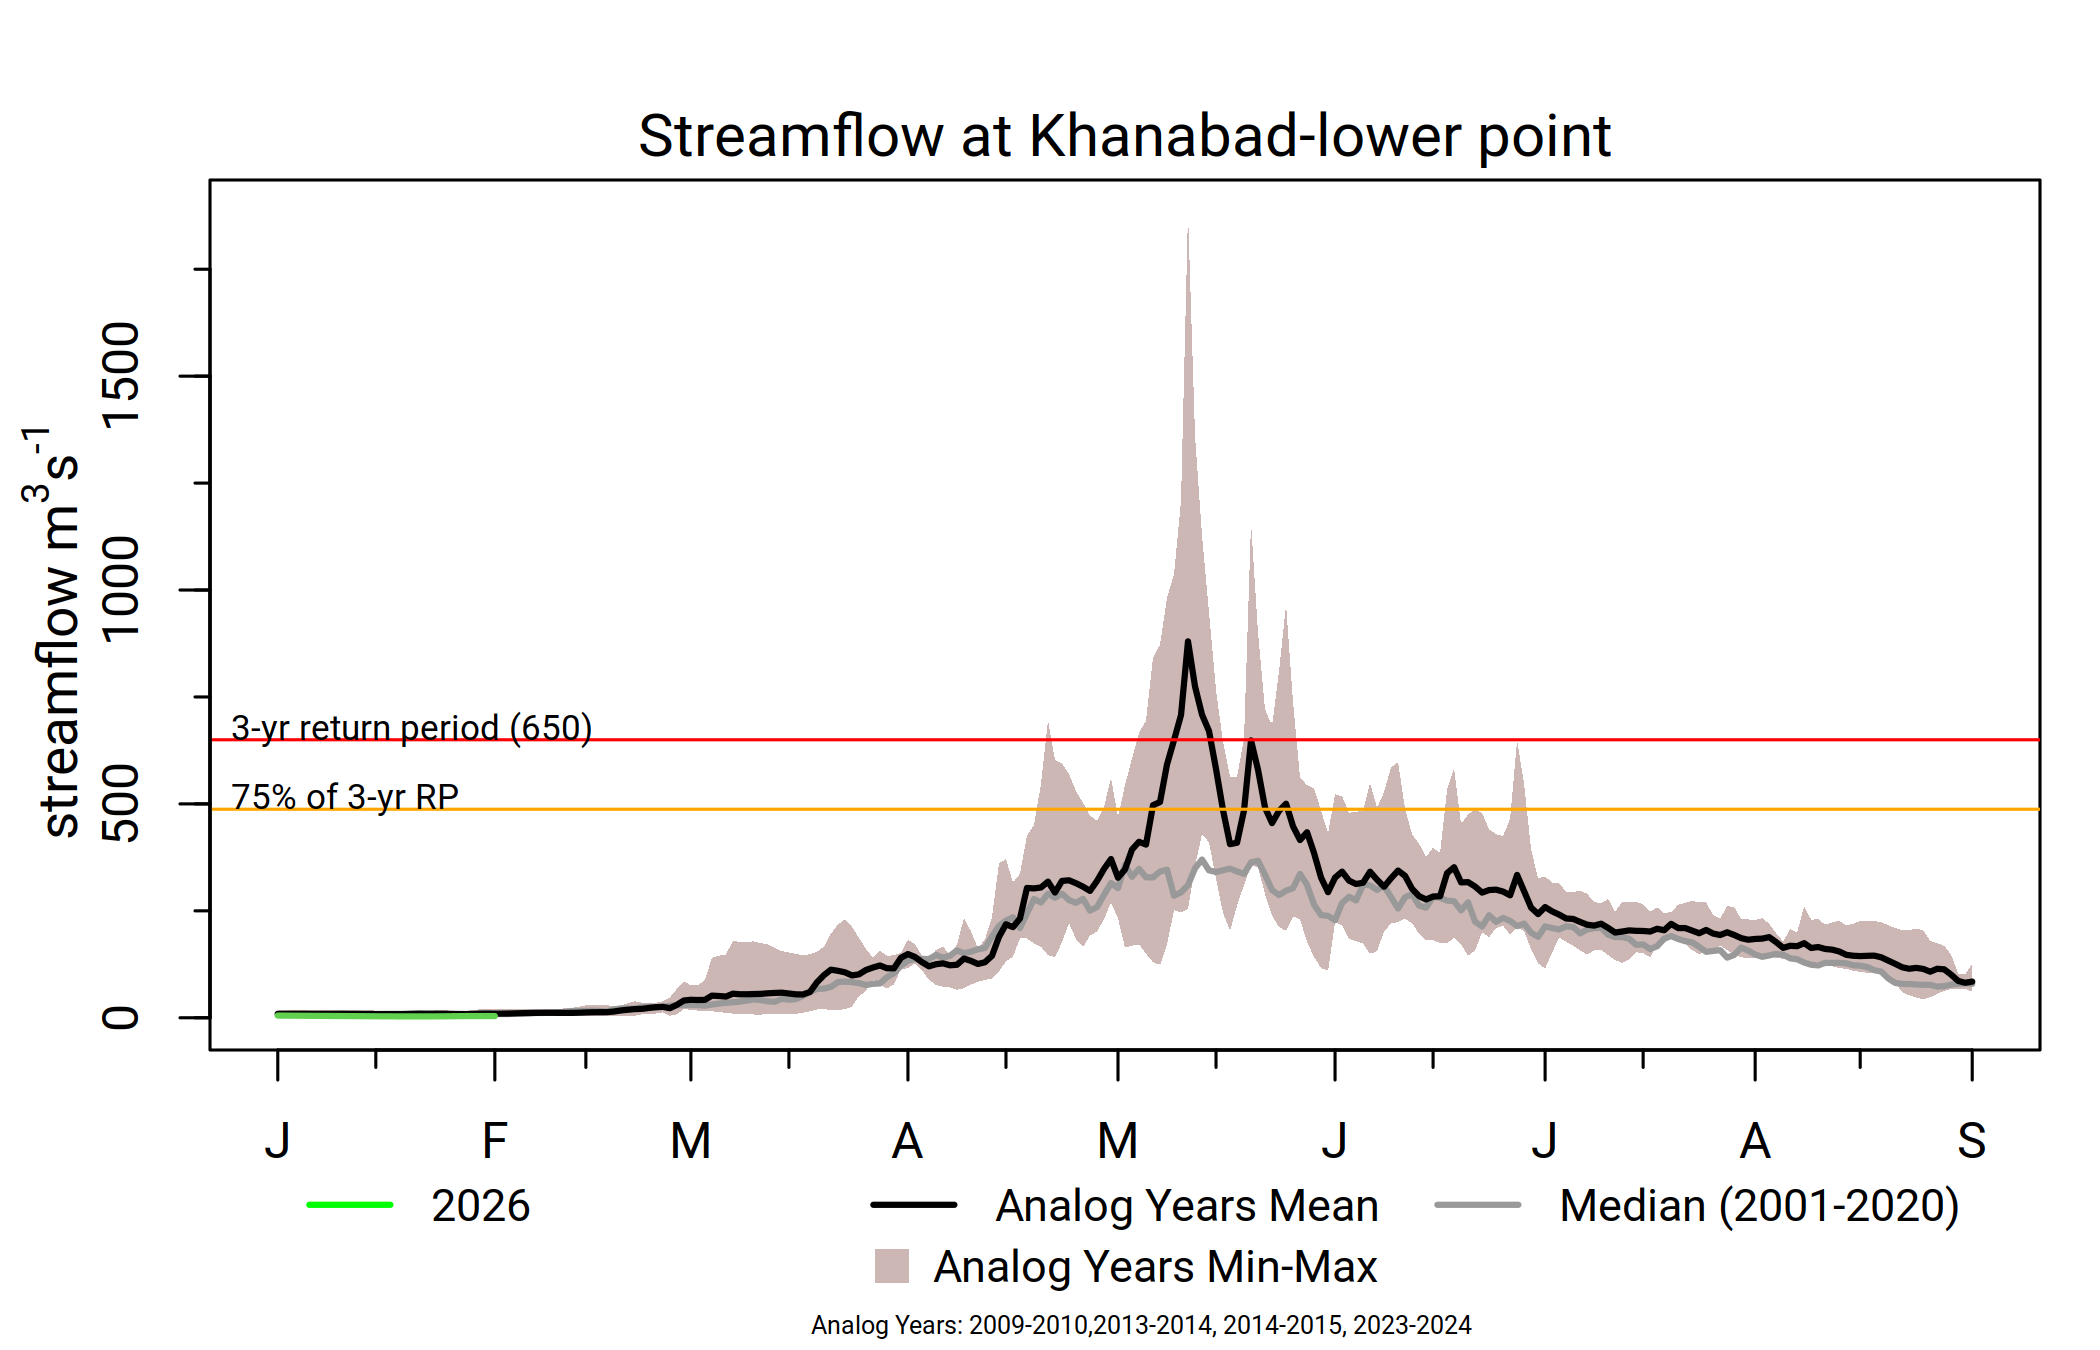 Streamflow at Khanabad-lower point
streamflow m3s-1
1500
1000
500
0
3-yr return period (650)
75% of 3-yr RP
J F M A M J J A S
2026 Analog Years Mean Median (2001-2020)
Analog Years Min-Max
Analog Years: 2009-2010,2013-2014, 2014-2015, 2023-2024